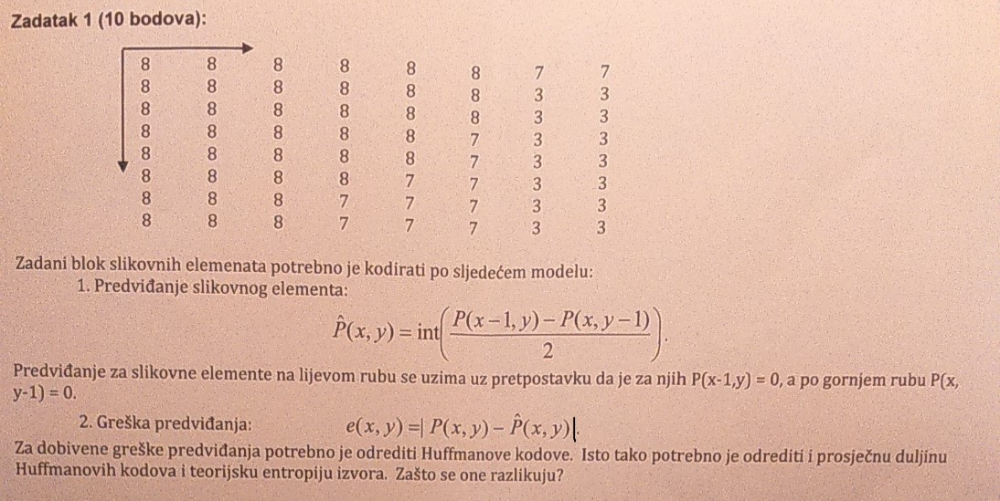 Zadatak 1 (10 bodova):
8 8 8 8 8 8 7 7
8 8 8 8 8 8 3 3
8 8 8 8 8 8 3 3
8 8 8 8 8 7 3 3
8 8 8 8 8 7 3 3
8 8 8 8 7 7 3 3
8 8 8 7 7 7 3 3
8 8 8 7 7 7 3 3
Zadani blok slikovnih elemenata potrebno je kodirati po sljedećem modelu:
1. Predviđanje slikovnog elementa:
P̂(x, y) = int((P(x − 1, y) − P(x, y − 1))/2).
Predviđanje za slikovne elemente na lijevom rubu se uzima uz pretpostavku da je za njih P(x-1,y) = 0, a po gornjem rubu P(x,
y-1) = 0.
2. Greška predviđanja: e(x, y) =| P(x, y) − P̂(x, y)|.
Za dobivene greške predviđanja potrebno je odrediti Huffmanove kodove. Isto tako potrebno je odrediti i prosječnu duljinu
Huffmanovih kodova i teorijsku entropiju izvora. Zašto se one razlikuju?